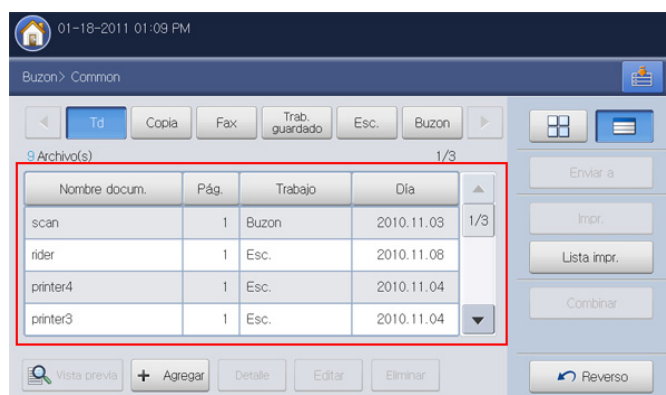 01-18-2011 01:09 PM
Buzon> Common
Td Copia Fax Trab. guardado Esc. Buzon
9 Archivo(s) 1/3
Enviar a
Nombre docum. Pág. Trabajo Día
Impr.
scan 1 Buzon 2010.11.03 1/3
rider 1 Esc. 2010.11.08
Lista impr.
printer4 1 Esc. 2010.11.04
Combinar
printer3 1 Esc. 2010.11.04
Vista previa + Agregar Detalle Editar Eliminar
Reverso